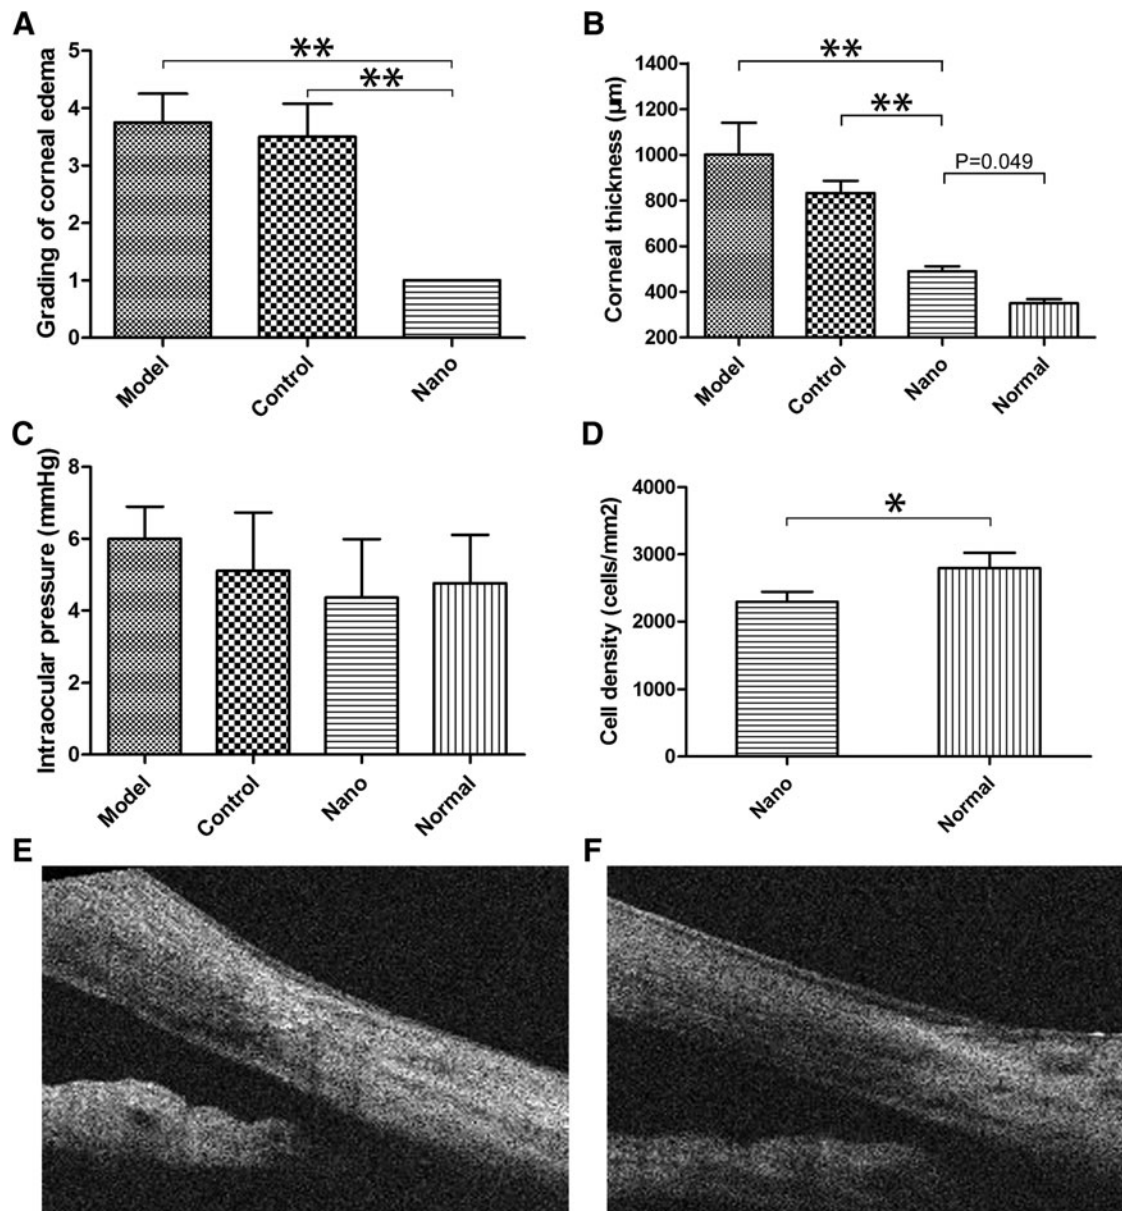 A
Grading of corneal edema
5
4
3
2
1
0
**
**
Model
Control
Nano
B
Corneal thickness (μm)
1400
1200
1000
800
600
400
200
**
**
P=0.049
Model
Control
Nano
Normal
C
Intraocular pressure (mmHg)
8
6
4
2
0
Model
Control
Nano
Normal
D
Cell density (cells/mm2)
4000
3000
2000
1000
0
*
Nano
Normal
E
F